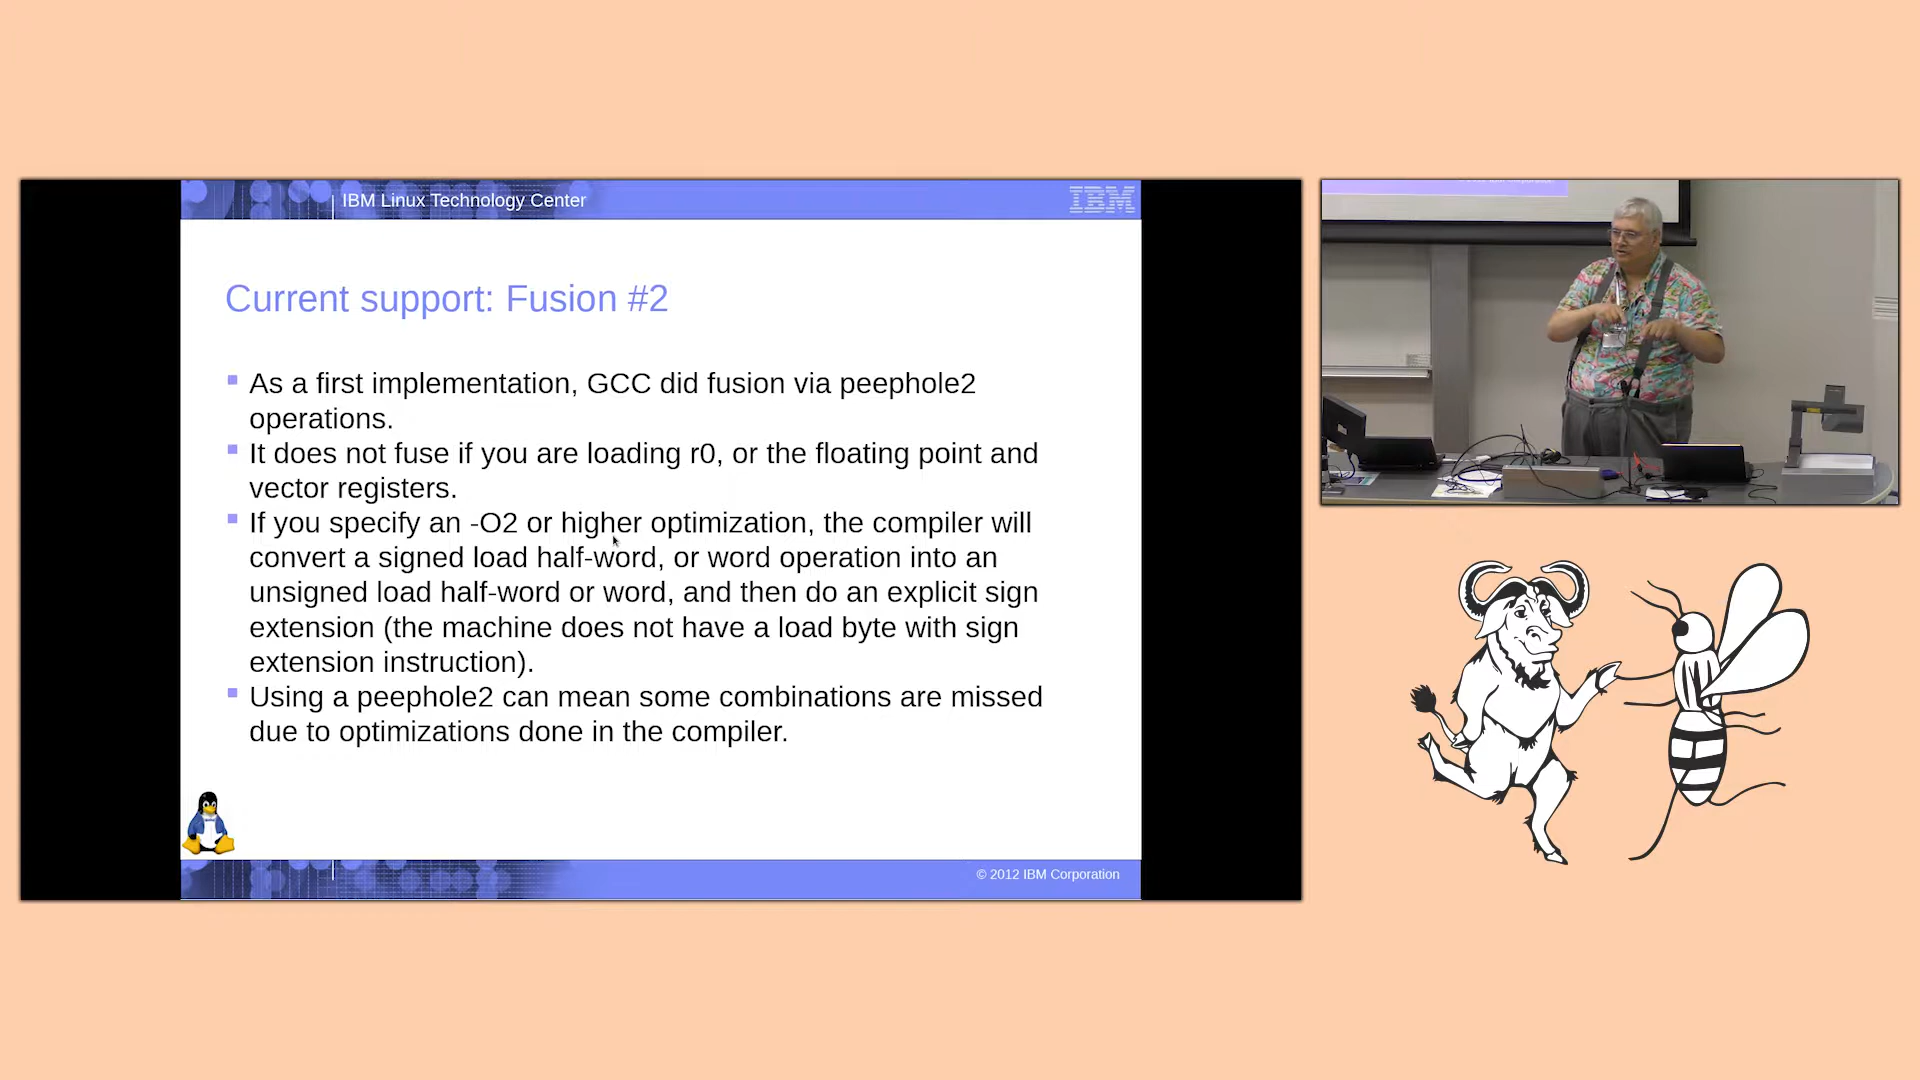 IBM Linux Technology Center
IBM
Current support: Fusion #2
As a first implementation, GCC did fusion via peephole2
operations.
It does not fuse if you are loading r0, or the floating point and
vector registers.
If you specify an -O2 or higher optimization, the compiler will
convert a signed load half-word, or word operation into an
unsigned load half-word or word, and then do an explicit sign
extension (the machine does not have a load byte with sign
extension instruction).
Using a peephole2 can mean some combinations are missed
due to optimizations done in the compiler.
© 2012 IBM Corporation